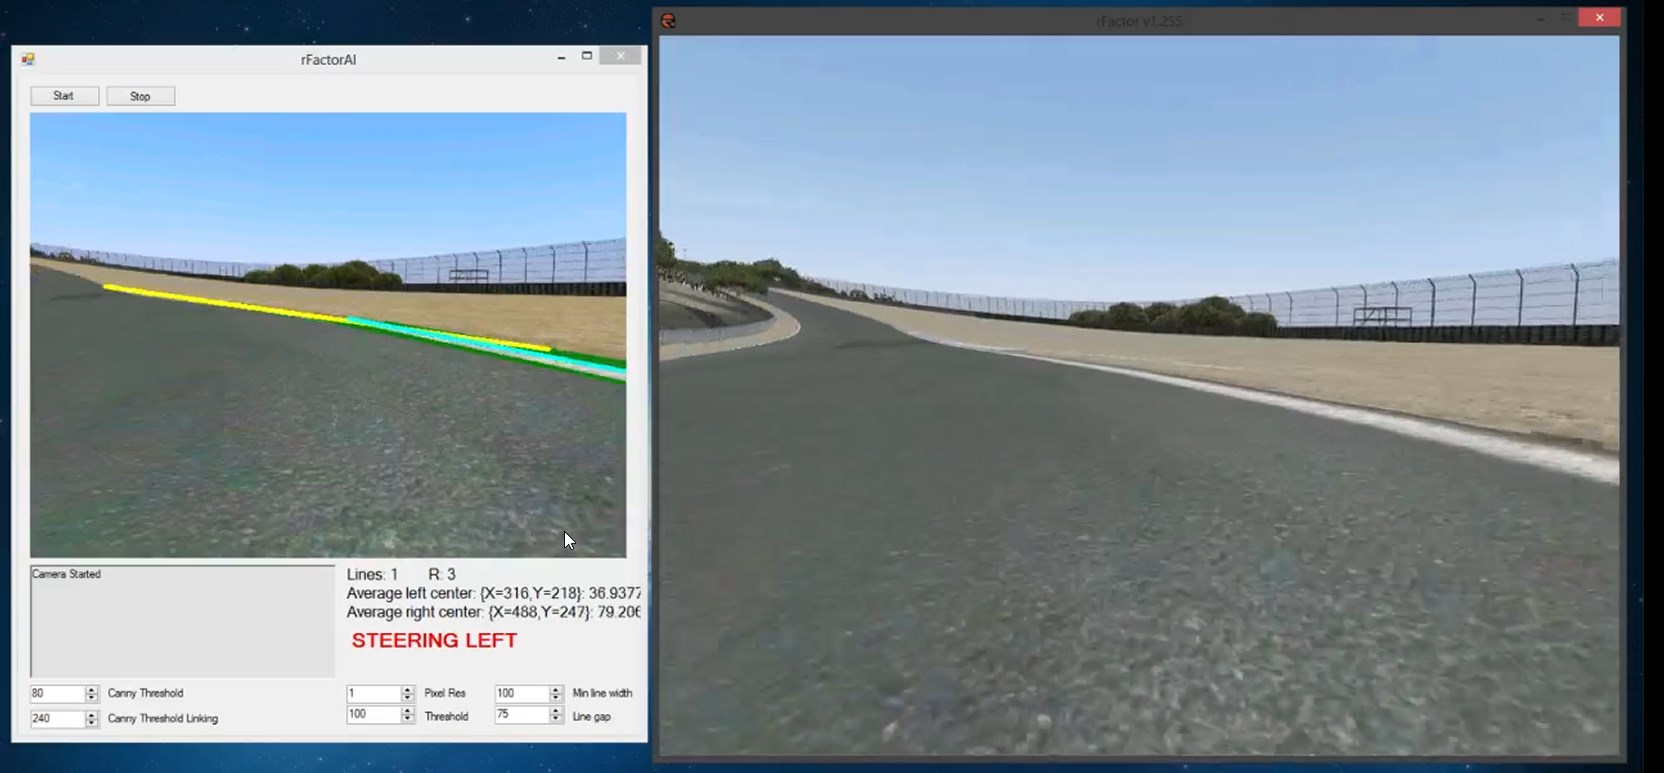 rFactorAI
Start
Stop
Camera Started
Lines: 1 R: 3
Average left center: {X=316,Y=218}: 36.9377
Average right center: {X=488,Y=247}: 79.206
STEERING LEFT
80 Canny Threshold
240 Canny Threshold Linking
1 Pixel Res
100 Min line width
100 Threshold
75 Line gap
rFactor v1.255